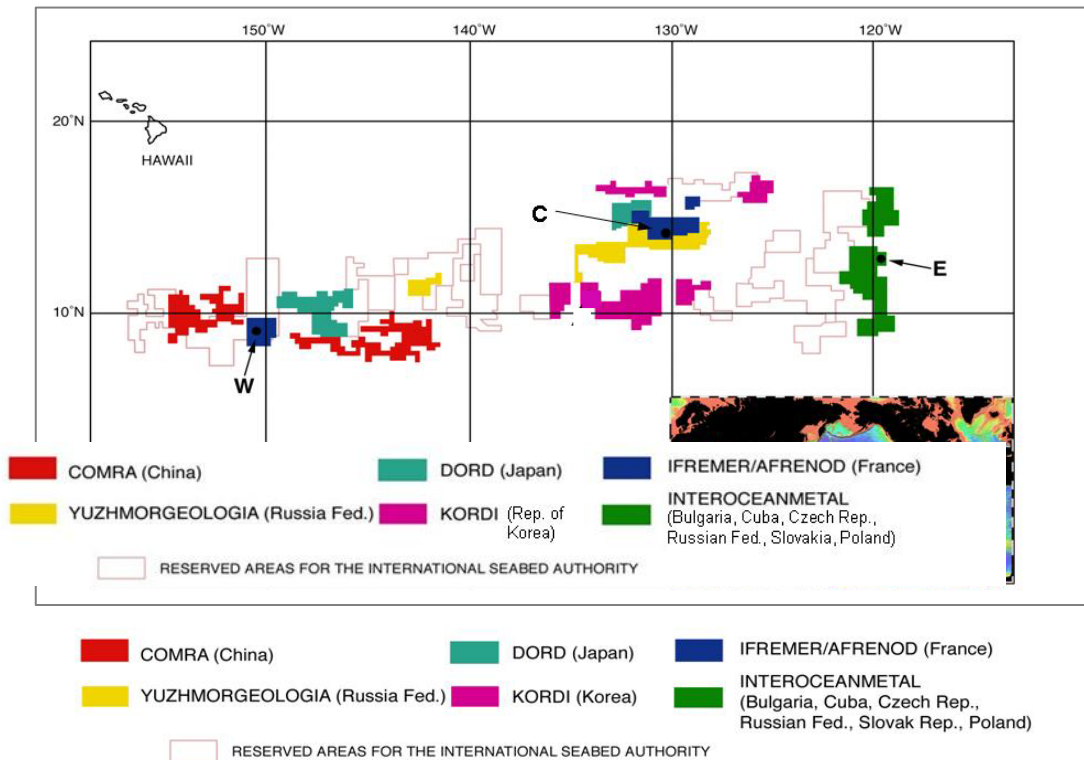 150°W 140°W 130°W 120°W
20°N
HAWAII
C
E
10°N
W
COMRA (China)
DORD (Japan)
IFREMER/AFRENOD (France)
YUZHMORGEOLOGIA (Russia Fed.)
KORDI (Rep. of
Korea)
INTEROCEANMETAL
(Bulgaria, Cuba, Czech Rep.,
Russian Fed., Slovakia, Poland)
RESERVED AREAS FOR THE INTERNATIONAL SEABED AUTHORITY
COMRA (China)
DORD (Japan)
IFREMER/AFRENOD (France)
YUZHMORGEOLOGIA (Russia Fed.)
KORDI (Korea)
INTEROCEANMETAL
(Bulgaria, Cuba, Czech Rep.,
Russian Fed., Slovak Rep., Poland)
RESERVED AREAS FOR THE INTERNATIONAL SEABED AUTHORITY